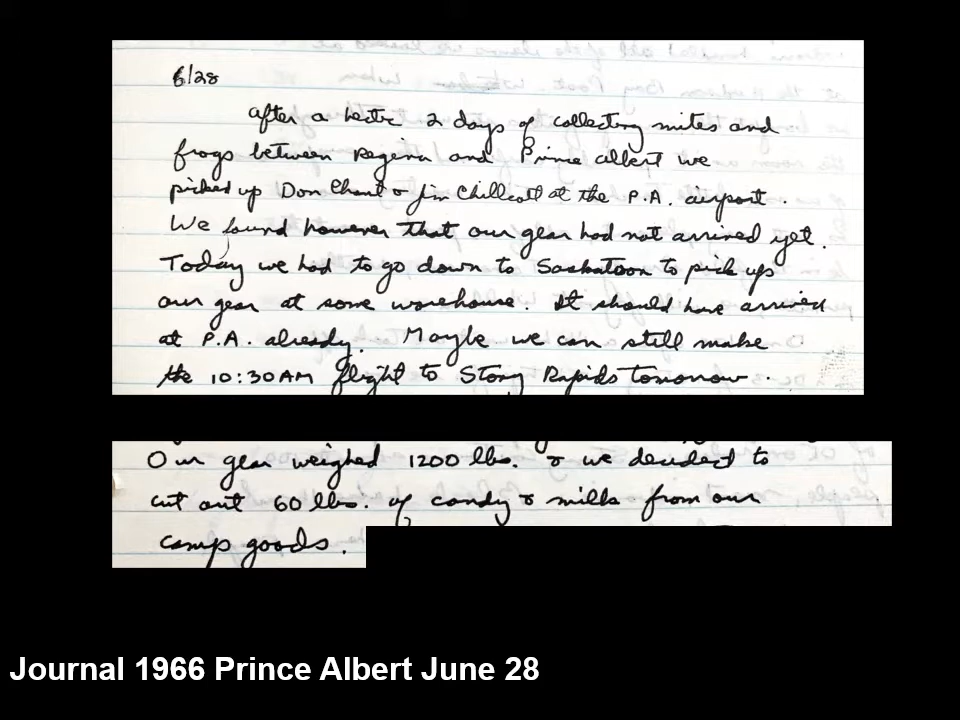 6/28
After a hectic 2 days of collecting mites and
frogs between Regina and Prince Albert we
picked up Don Chant & Jim Chillcott at the P.A. airport.
We found however that our gear had not arrived yet.
Today we had to go down to Saskatoon to pick up
our gear at some warehouse. It should have arrived
at P.A. already. Maybe we can still make
the 10:30AM flight to Stony Rapids tomorrow.
Our gear weighed 1200 lbs. & we decided to
cut out 60 lbs. of candy & milk from our
camp goods.
Journal 1966 Prince Albert June 28